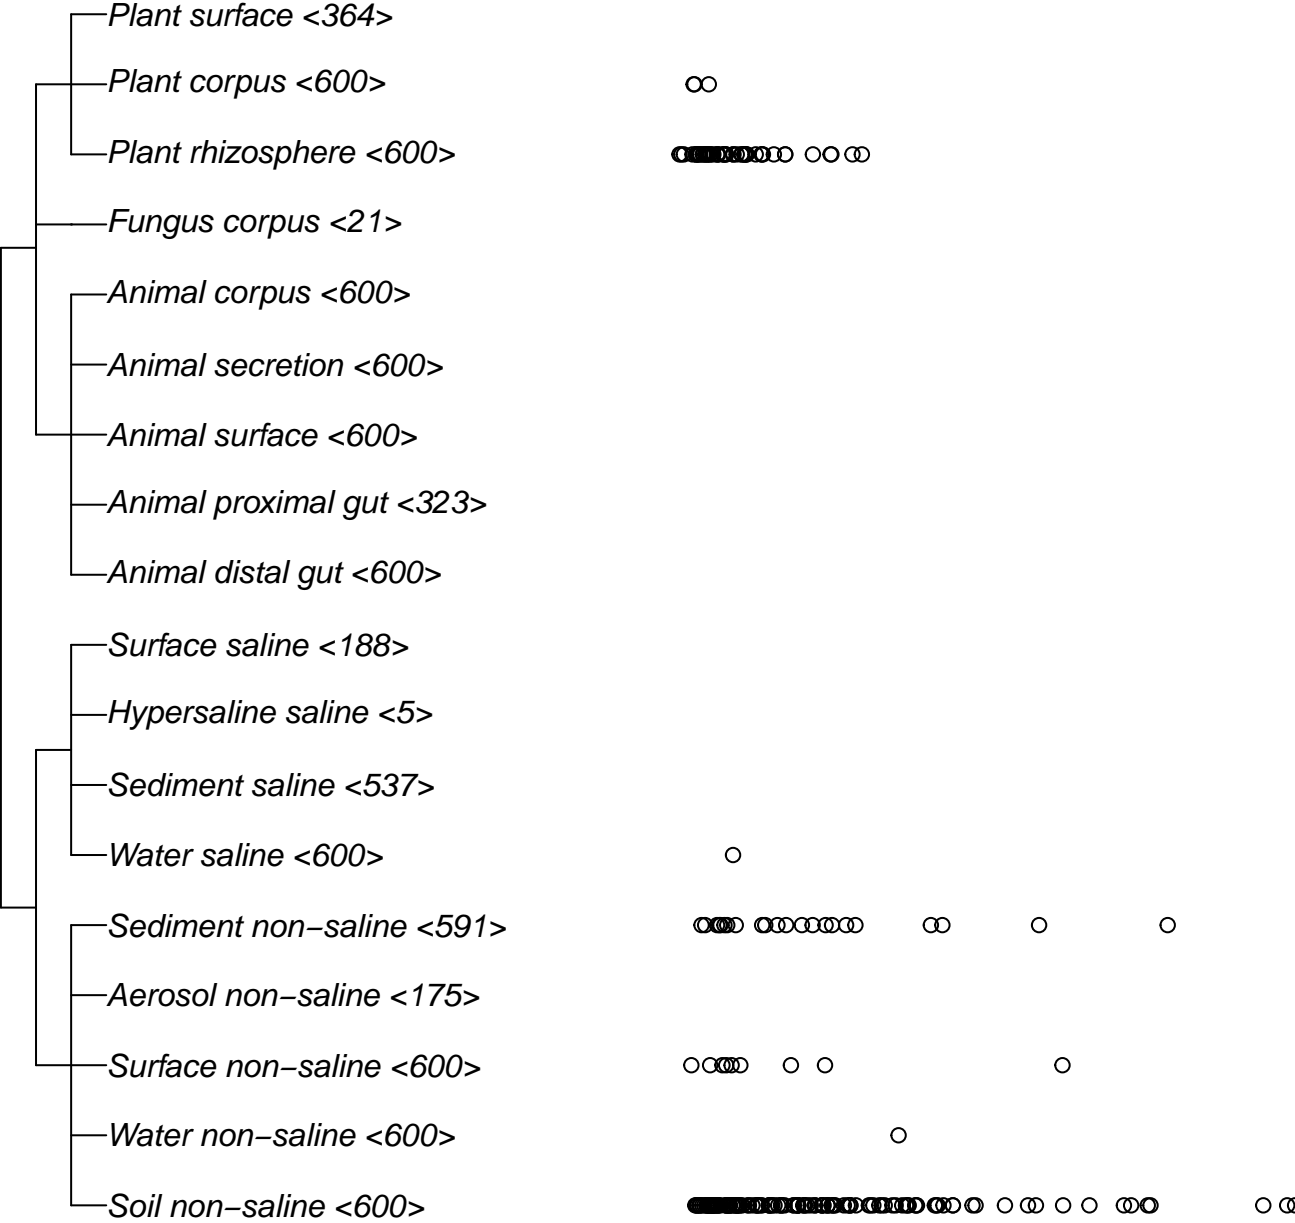 Plant surface <364>
Plant corpus <600>
Plant rhizosphere <600>
Fungus corpus <21>
Animal corpus <600>
Animal secretion <600>
Animal surface <600>
Animal proximal gut <323>
Animal distal gut <600>
Surface saline <188>
Hypersaline saline <5>
Sediment saline <537>
Water saline <600>
Sediment non−saline <591>
Aerosol non−saline <175>
Surface non−saline <600>
Water non−saline <600>
Soil non−saline <600>